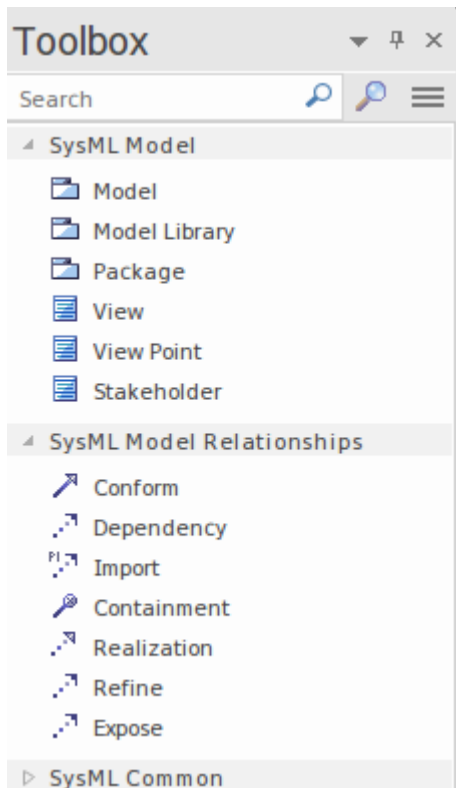 Toolbox
Search
SysML Model
Model
Model Library
Package
View
View Point
Stakeholder
SysML Model Relationships
Conform
Dependency
PI
Import
Containment
Realization
Refine
Expose
SysML Common